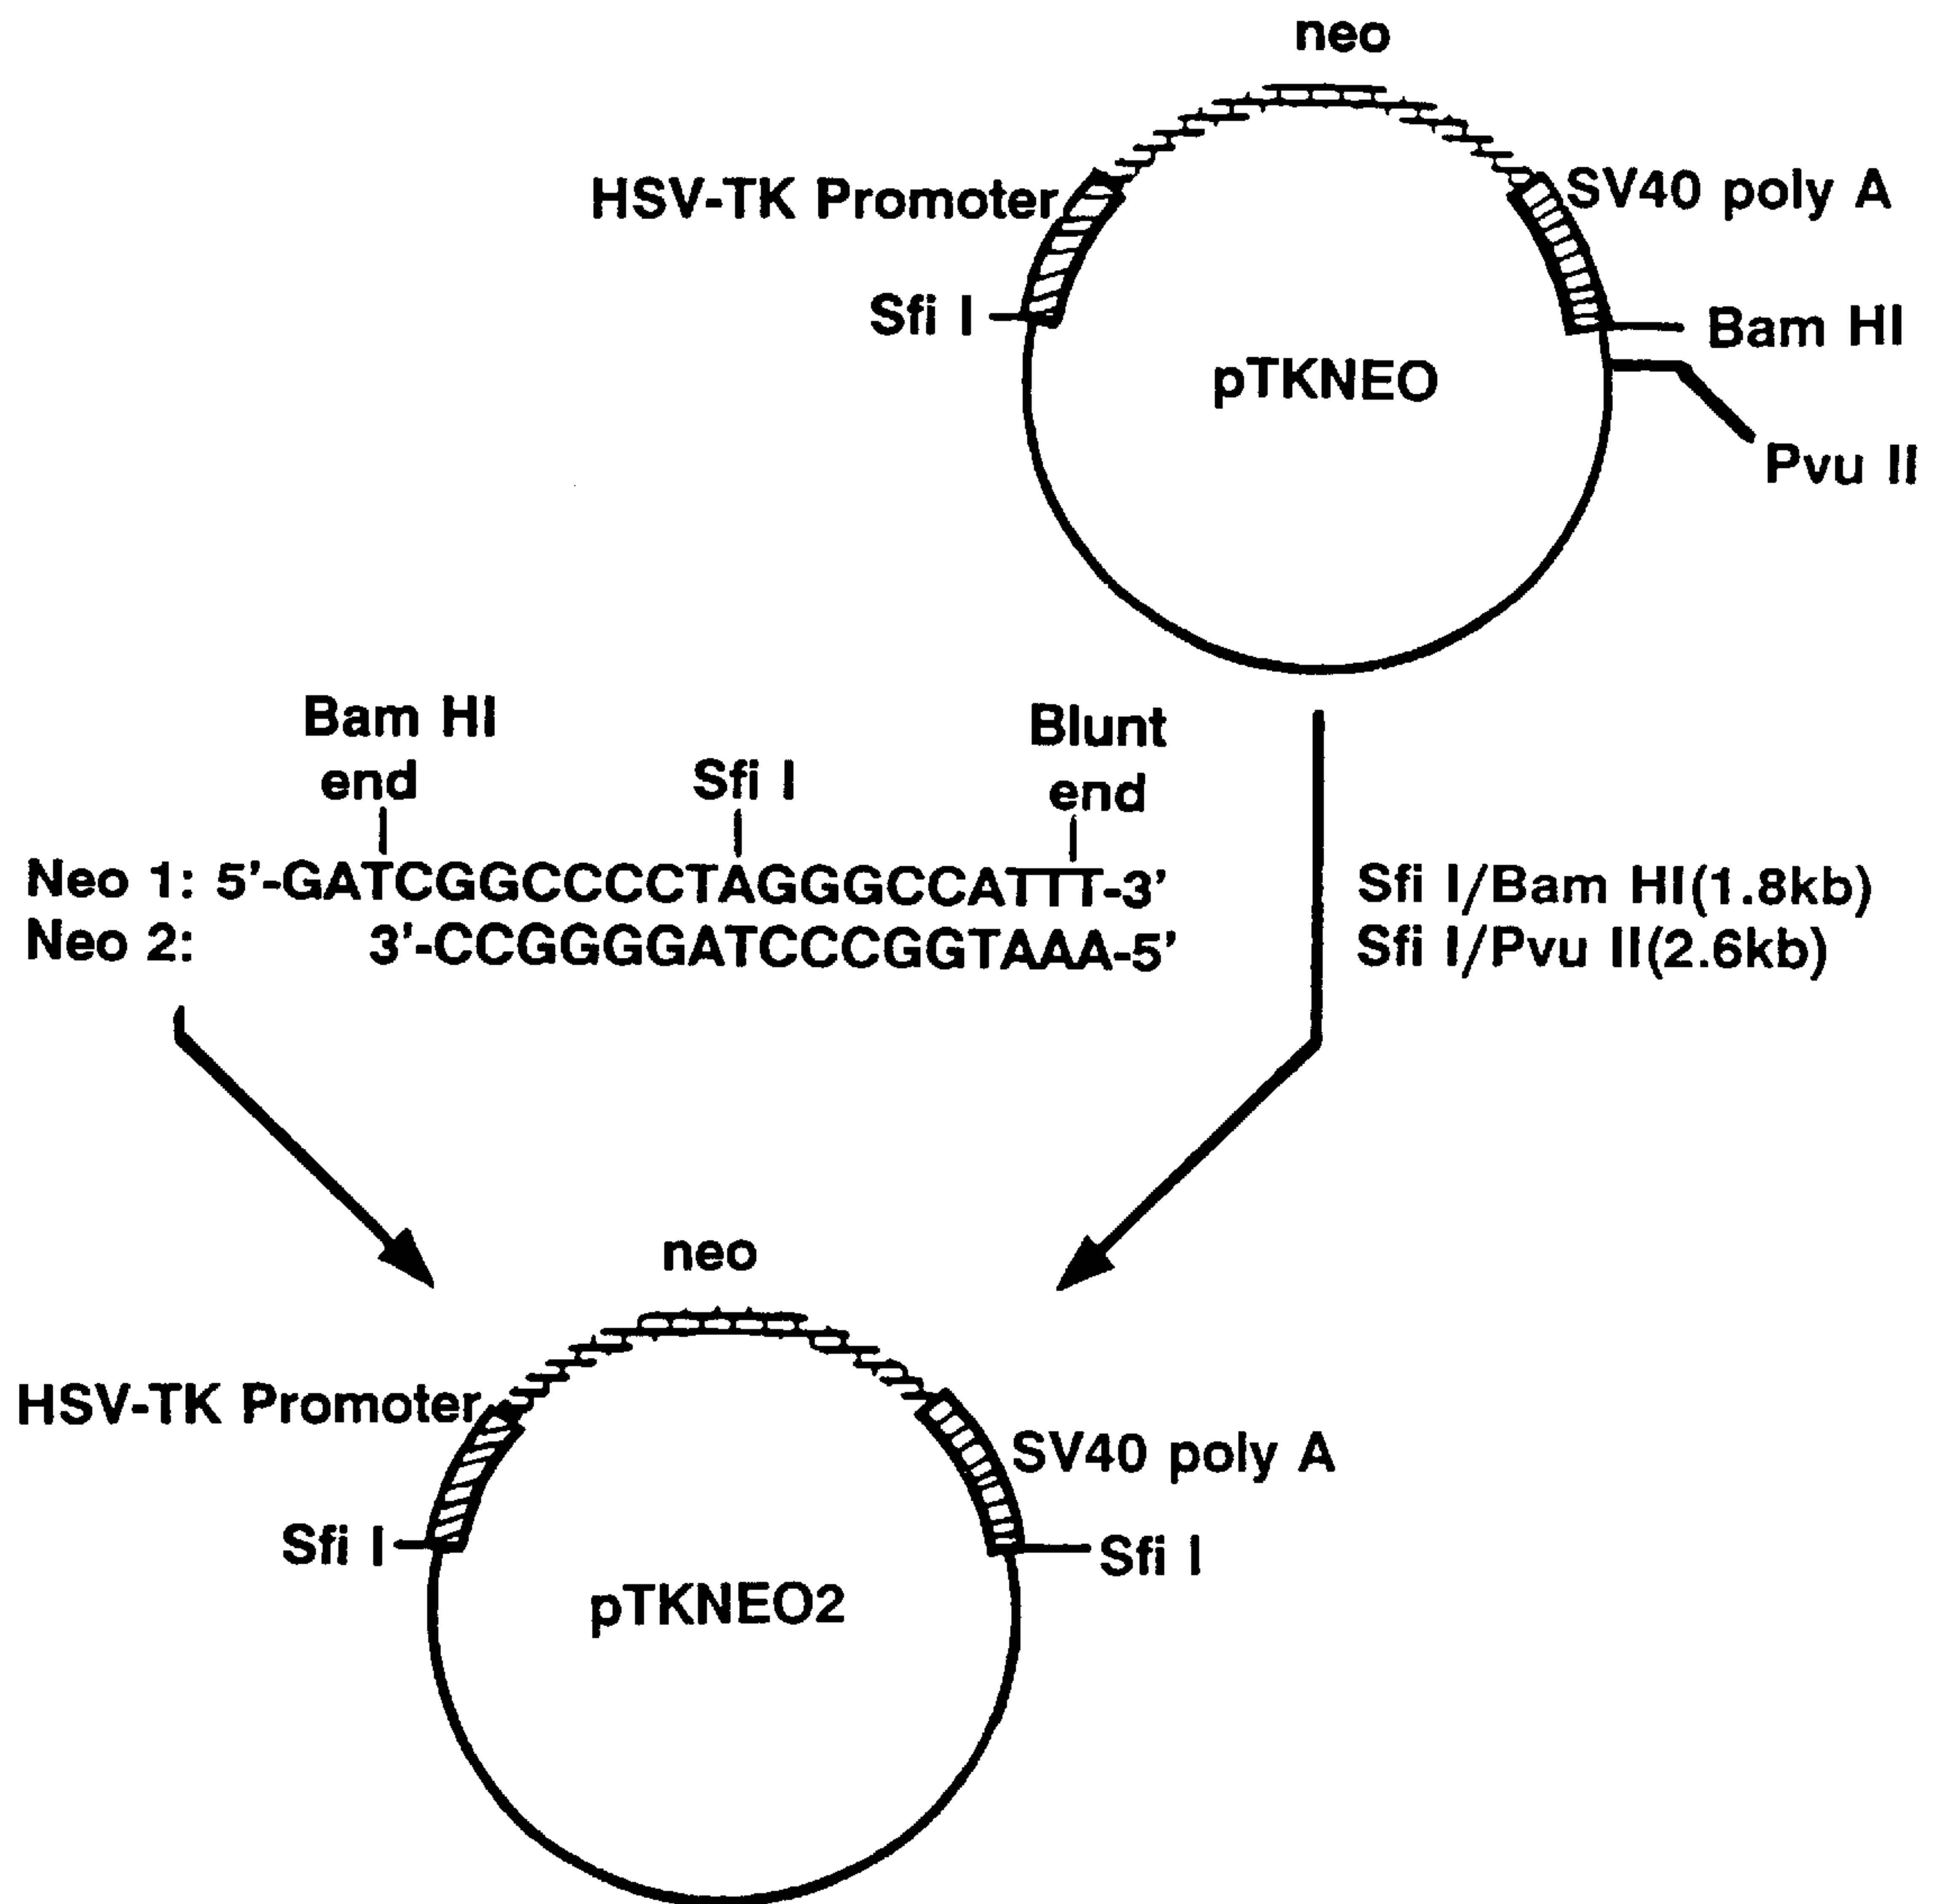 neo
HSV-TK Promoter
SV40 poly A
Sfi I
Bam HI
pTKNEO
Pvu II
Bam HI
end
Sfi I
Blunt
end
Neo 1: 5'-GATCGGCCCCTAGGGCCATTT-3'
Neo 2: 3'-CCGGGGATCCCGGTAAA-5'
Sfi I/Bam HI(1.8kb)
Sfi I/Pvu II(2.6kb)
neo
HSV-TK Promoter
SV40 poly A
Sfi I
Sfi I
pTKNEO2